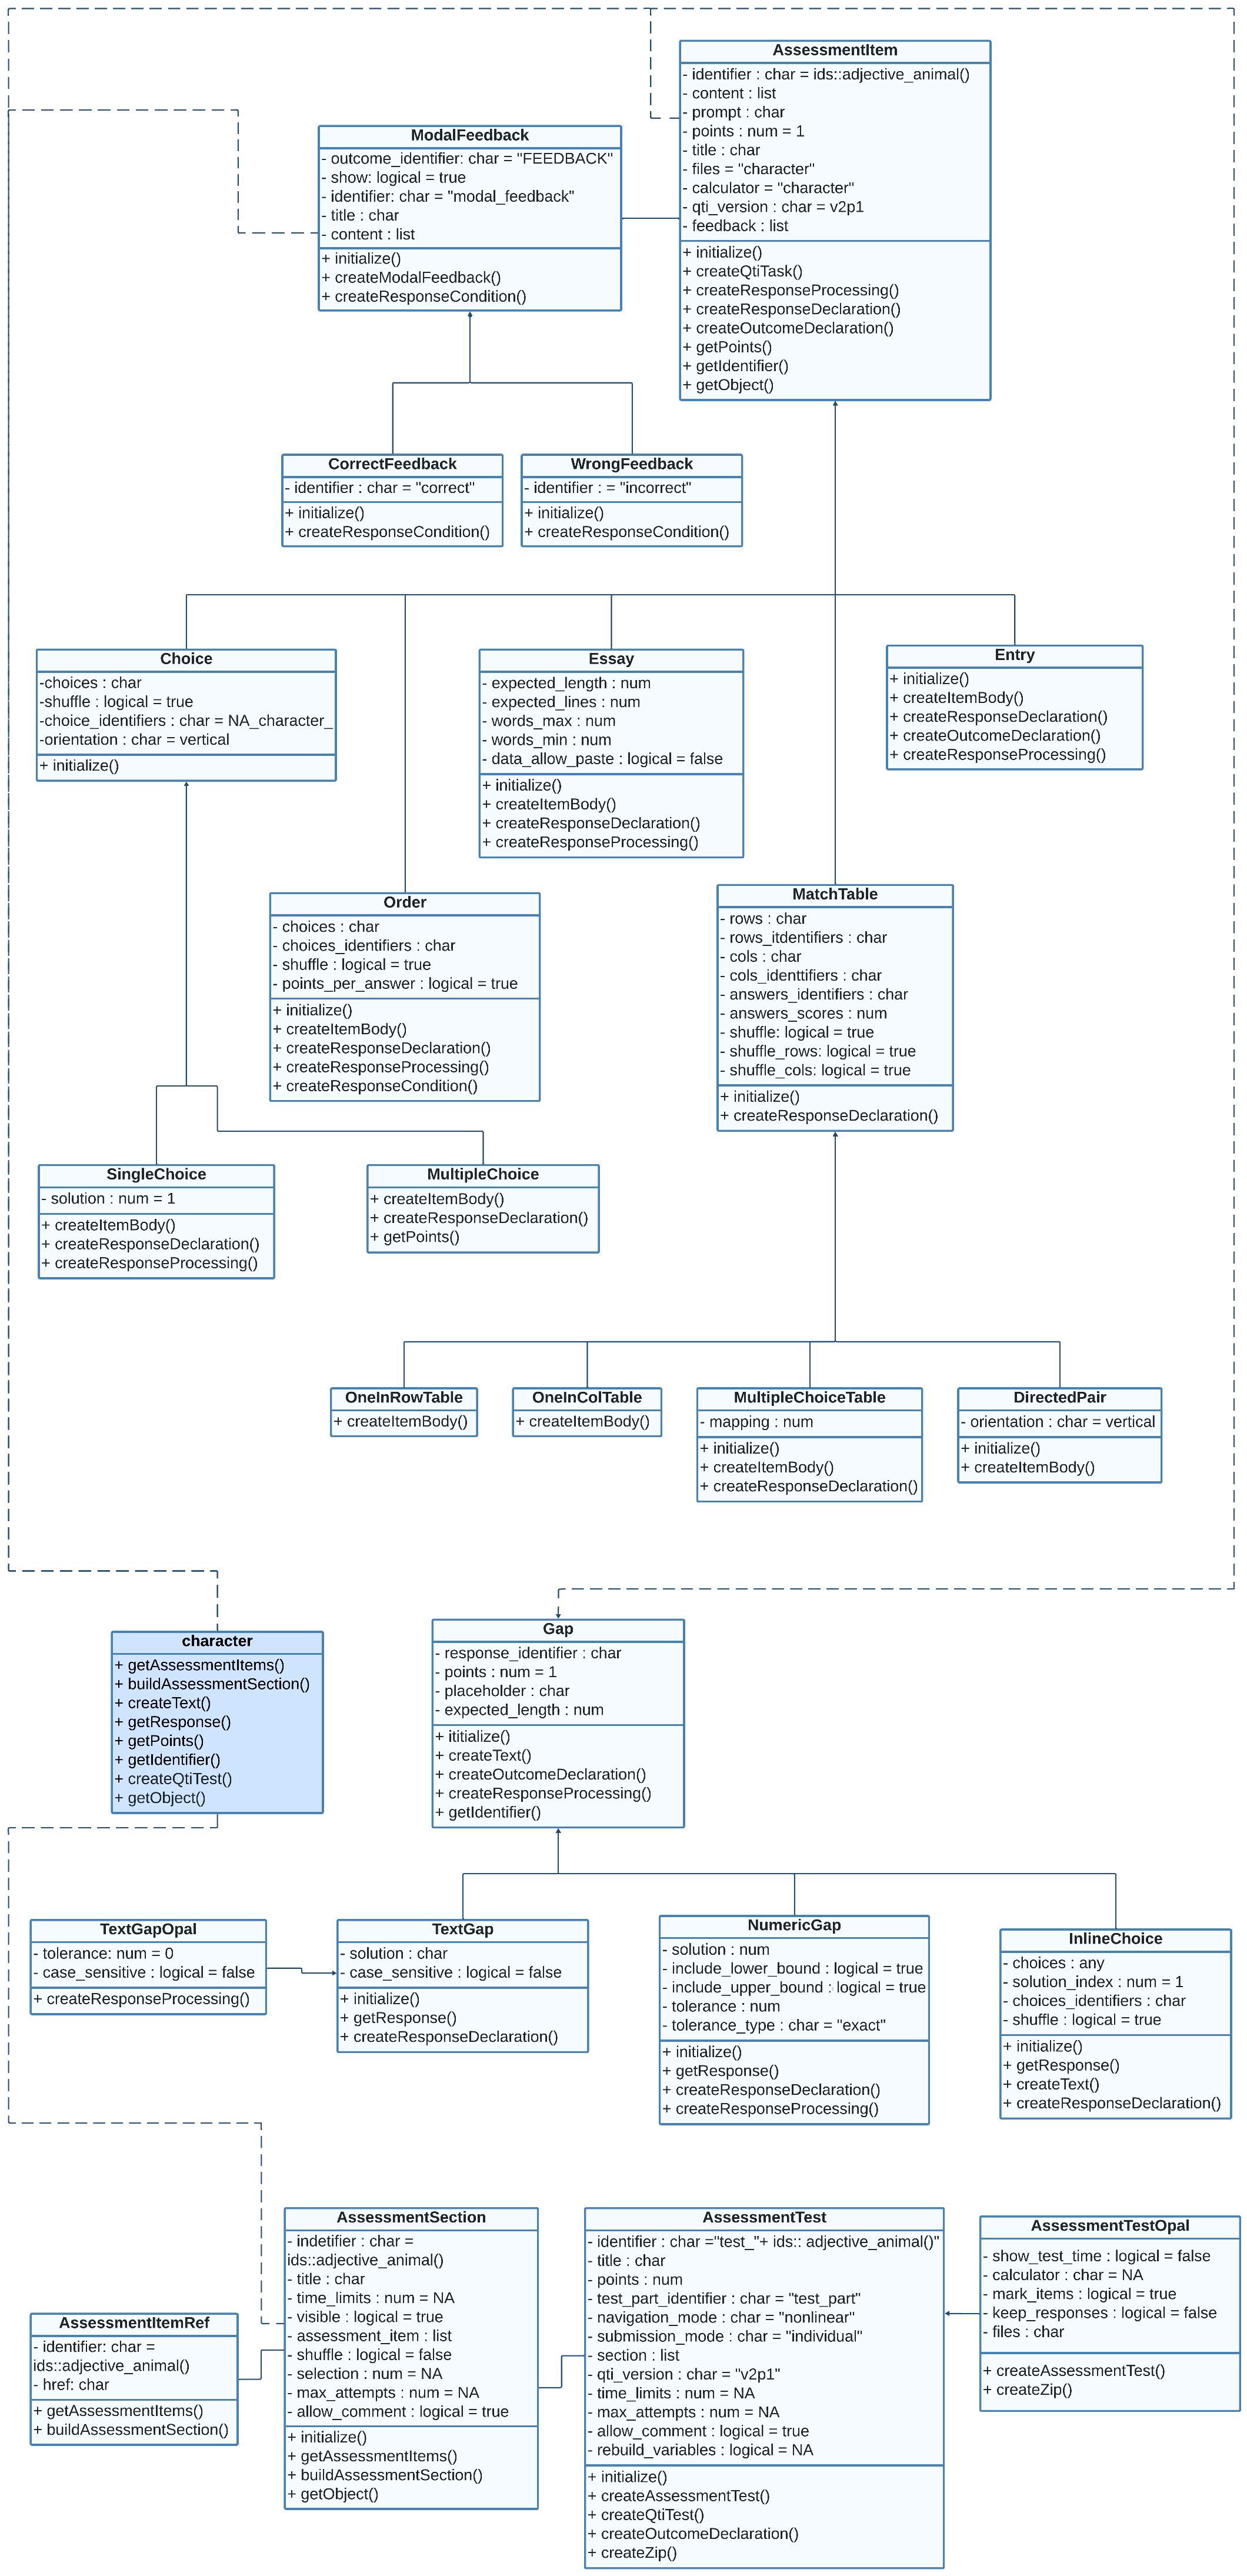 AssessmentItem
- identifier : char = ids::adjective_animal()
- content : list
- prompt : char
- points : num = 1
- title : char
- files = "character"
- calculator = "character"
- qti_version : char = v2p1
- feedback : list
+ initialize()
+ createQtiTask()
+ createResponseProcessing()
+ createResponseDeclaration()
+ createOutcomeDeclaration()
+ getPoints()
+ getIdentifier()
+ getObject()
ModalFeedback
- outcome_identifier: char = "FEEDBACK"
- show: logical = true
- identifier: char = "modal_feedback"
- title : char
- content : list
+ initialize()
+ createModalFeedback()
+ createResponseCondition()
CorrectFeedback
- identifier : char = "correct"
+ initialize()
+ createResponseCondition()
WrongFeedback
- identifier : = "incorrect"
+ initialize()
+ createResponseCondition()
Choice
-choices : char
-shuffle : logical = true
-choice_identifiers : char = NA_character_
-orientation : char = vertical
+ initialize()
Essay
- expected_length : num
- expected_lines : num
- words_max : num
- words_min : num
- data_allow_paste : logical = false
+ initialize()
+ createItemBody()
+ createResponseDeclaration()
+ createResponseProcessing()
Entry
+ initialize()
+ createItemBody()
+ createResponseDeclaration()
+ createOutcomeDeclaration()
+ createResponseProcessing()
Order
- choices : char
- choices_identifiers : char
- shuffle : logical = true
- points_per_answer : logical = true
+ initialize()
+ createItemBody()
+ createResponseDeclaration()
+ createResponseProcessing()
+ createResponseCondition()
MatchTable
- rows : char
- rows_itdentifiers : char
- cols : char
- cols_identtifiers : char
- answers_identifiers : char
- answers_scores : num
- shuffle: logical = true
- shuffle_rows: logical = true
- shuffle_cols: logical = true
+ initialize()
+ createResponseDeclaration()
SingleChoice
- solution : num = 1
+ createItemBody()
+ createResponseDeclaration()
+ createResponseProcessing()
MultipleChoice
+ createItemBody()
+ createResponseDeclaration()
+ getPoints()
OneInRowTable
+ createItemBody()
OneInColTable
+ createItemBody()
MultipleChoiceTable
- mapping : num
+ initialize()
+ createItemBody()
+ createResponseDeclaration()
DirectedPair
- orientation : char = vertical
+ initialize()
+ createItemBody()
character
+ getAssessmentItems()
+ buildAssessmentSection()
+ createText()
+ getResponse()
+ getPoints()
+ getIdentifier()
+ createQtiTest()
+ getObject()
Gap
- response_identifier : char
- points : num = 1
- placeholder : char
- expected_length : num
+ ititialize()
+ createText()
+ createOutcomeDeclaration()
+ createResponseProcessing()
+ getIdentifier()
TextGapOpal
- tolerance: num = 0
- case_sensitive : logical = false
+ createResponseProcessing()
TextGap
- solution : char
- case_sensitive : logical = false
+ initialize()
+ getResponse()
+ createResponseDeclaration()
NumericGap
- solution : num
- include_lower_bound : logical = true
- include_upper_bound : logical = true
- tolerance : num
- tolerance_type : char = "exact"
+ initialize()
+ getResponse()
+ createResponseDeclaration()
+ createResponseProcessing()
InlineChoice
- choices : any
- solution_index : num = 1
- choices_identifiers : char
- shuffle : logical = true
+ initialize()
+ getResponse()
+ createText()
+ createResponseDeclaration()
AssessmentItemRef
- identifier: char =
ids::adjective_animal()
- href: char
+ getAssessmentItems()
+ buildAssessmentSection()
AssessmentSection
- indetifier : char =
ids::adjective_animal()
- title : char
- time_limits : num = NA
- visible : logical = true
- assessment_item : list
- shuffle : logical = false
- selection : num = NA
- max_attempts : num = NA
- allow_comment : logical = true
+ initialize()
+ getAssessmentItems()
+ buildAssessmentSection()
+ getObject()
AssessmentTest
- identifier : char ="test_"+ ids:: adjective_animal()"
- title : char
- points : num
- test_part_identifier : char = "test_part"
- navigation_mode : char = "nonlinear"
- submission_mode : char = "individual"
- section : list
- qti_version : char = "v2p1"
- time_limits : num = NA
- max_attempts : num = NA
- allow_comment : logical = true
- rebuild_variables : logical = NA
+ initialize()
+ createAssessmentTest()
+ createQtiTest()
+ createOutcomeDeclaration()
+ createZip()
AssessmentTestOpal
- show_test_time : logical = false
- calculator : char = NA
- mark_items : logical = true
- keep_responses : logical = false
- files : char
+ createAssessmentTest()
+ createZip()